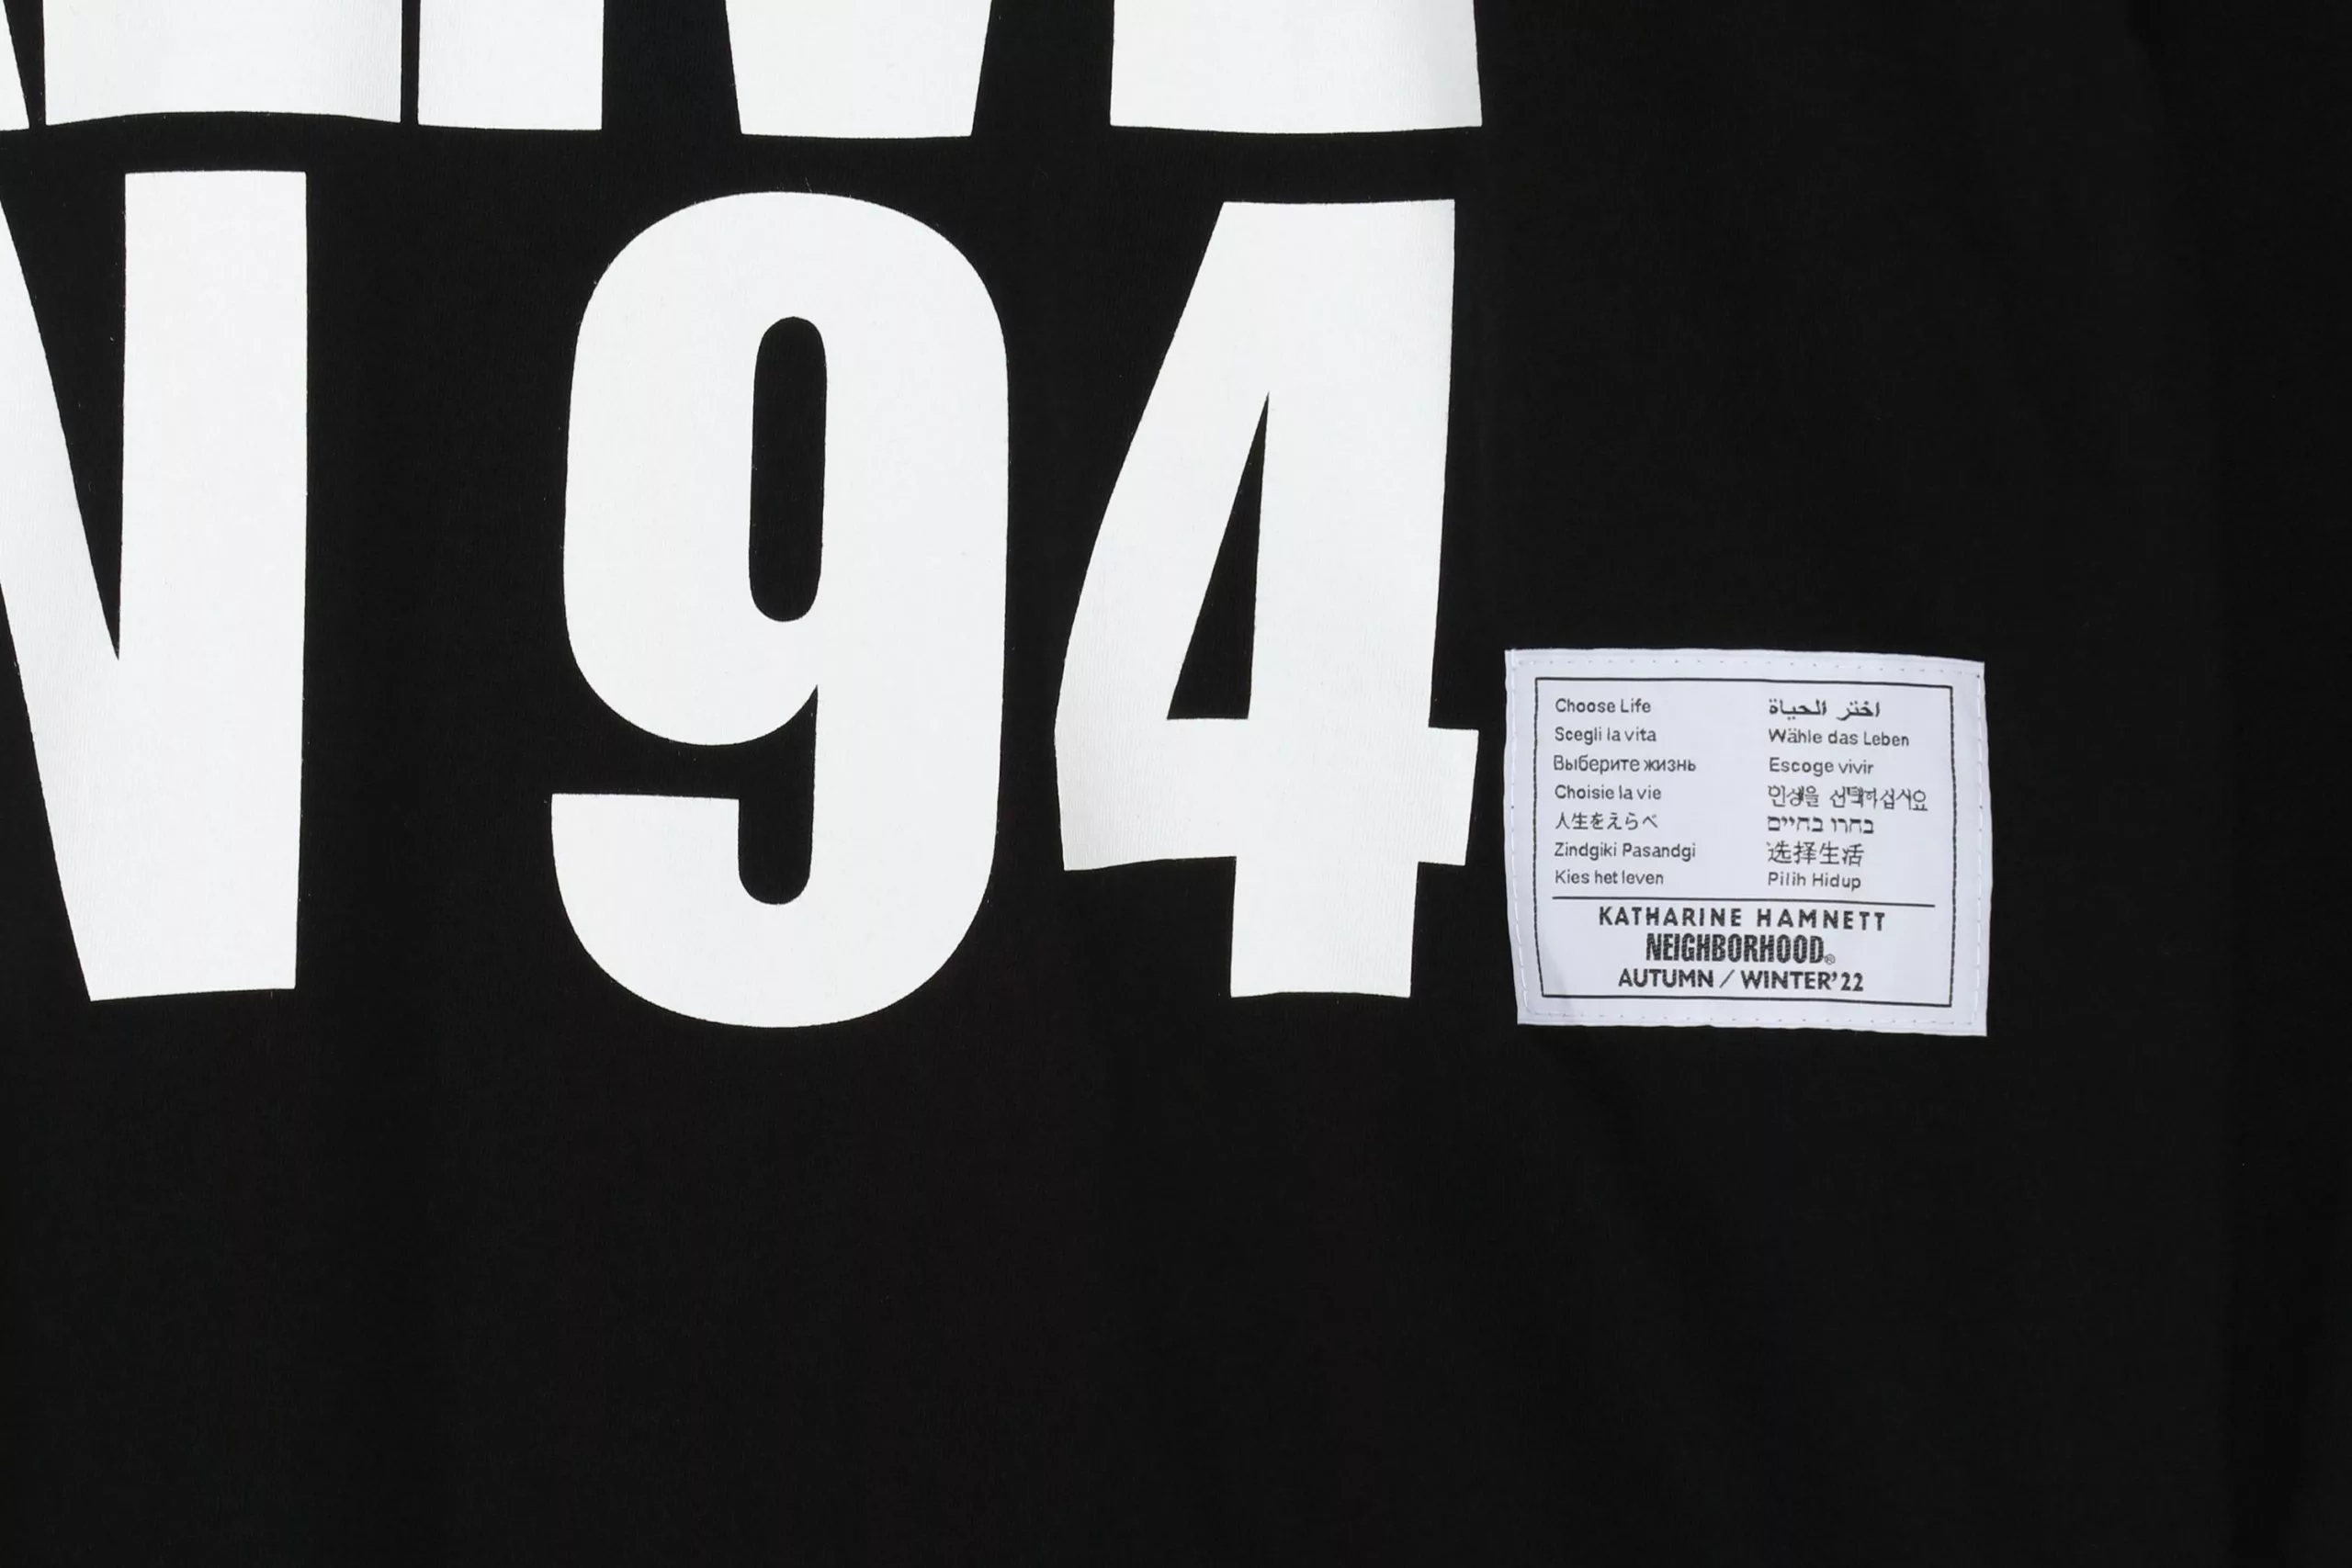 N 94
Choose Life
Scegli la vita
Выберите жизнь
Choisie la vie
人生をえらべ
Zindgiki Pasandgi
Kies het leven
اختر الحياة
Wähle das Leben
Escoge vivir
인생을 선택하십시요
בחרו בחיים
选择生活
Pilih Hidup
KATHARINE HAMNETT
NEIGHBORHOOD®
AUTUMN / WINTER'22